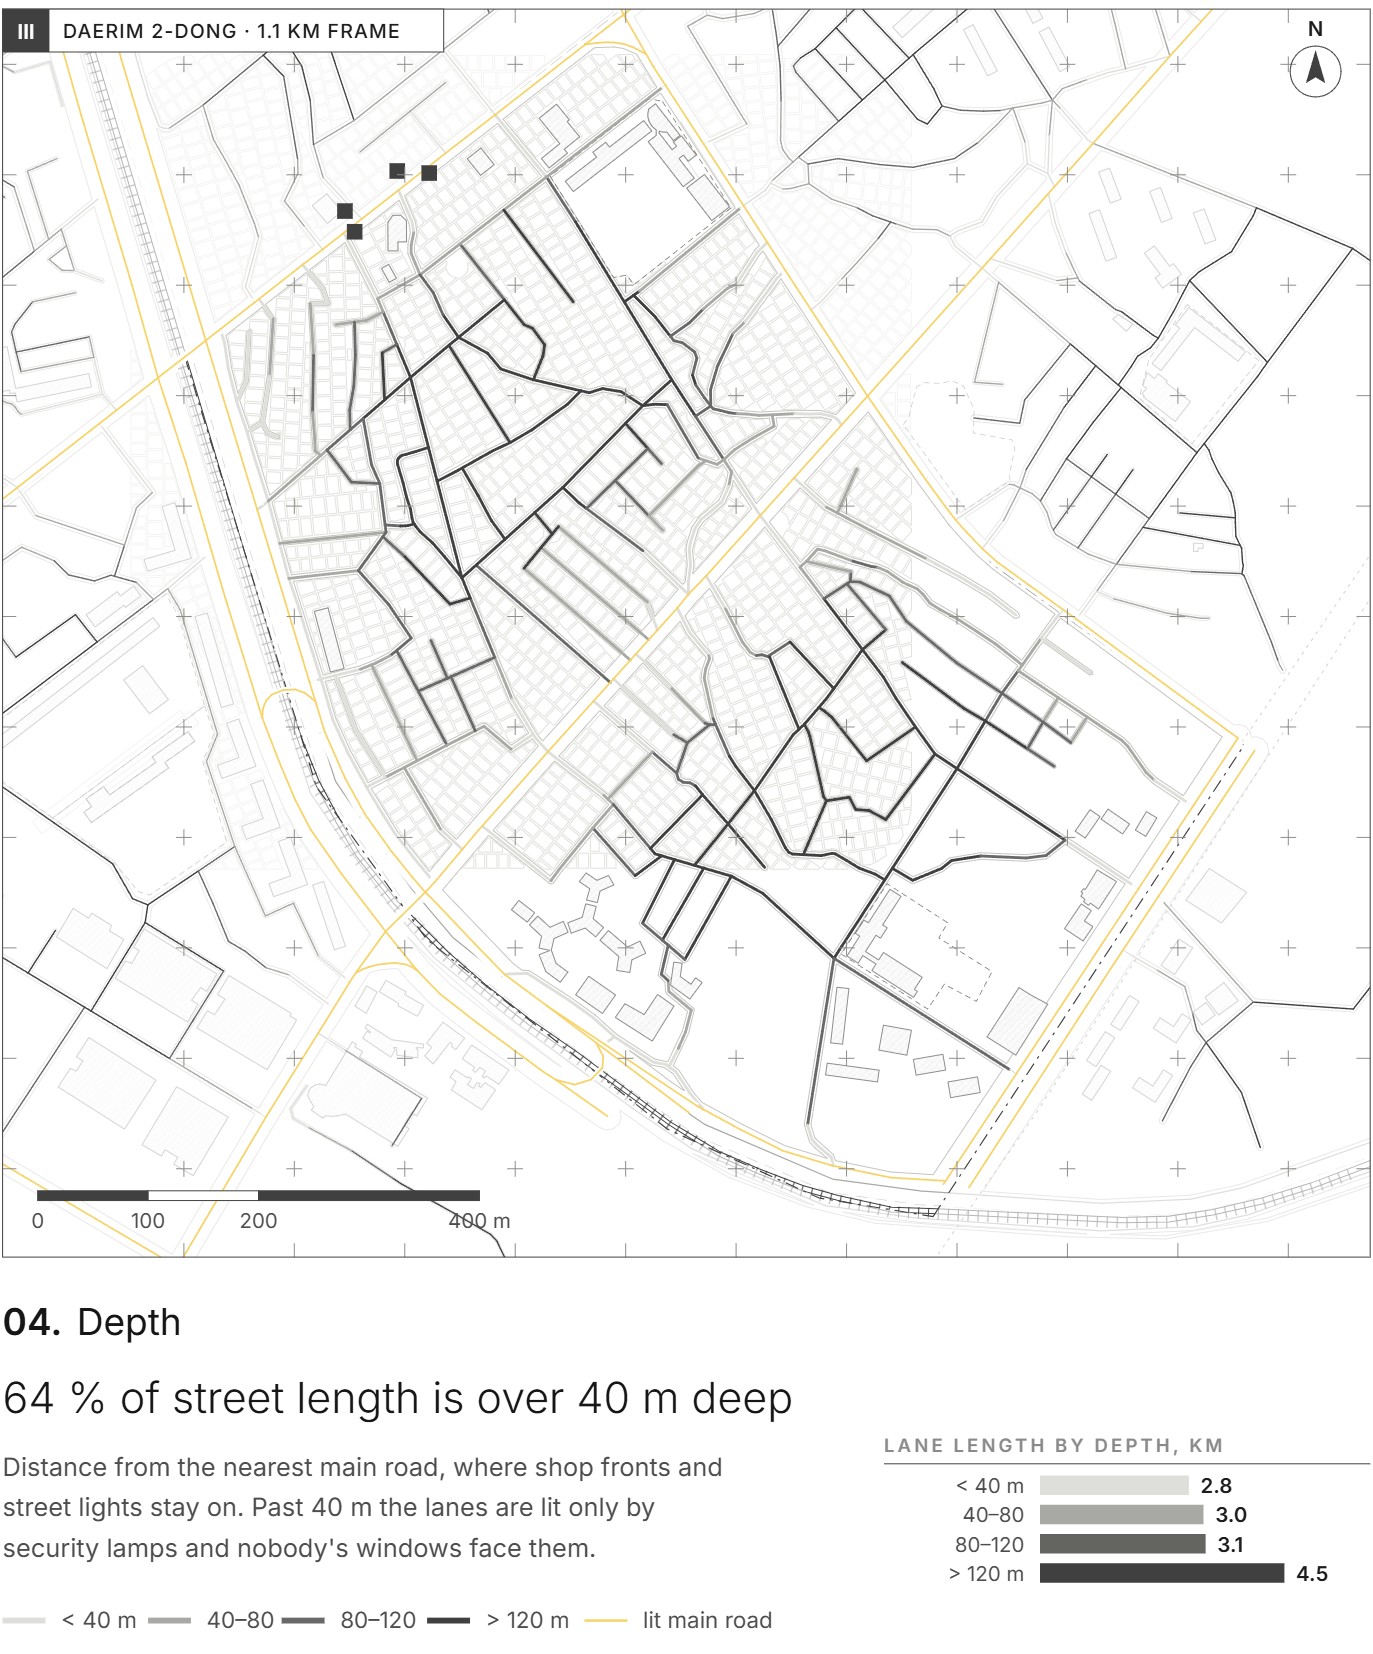 III DAERIM 2-DONG · 1.1 KM FRAME
N
0 100 200 400 m
04. Depth
64 % of street length is over 40 m deep
Distance from the nearest main road, where shop fronts and
street lights stay on. Past 40 m the lanes are lit only by
security lamps and nobody's windows face them.
< 40 m 40–80 80–120 > 120 m lit main road
LANE LENGTH BY DEPTH, KM
< 40 m 2.8
40–80 3.0
80–120 3.1
> 120 m 4.5